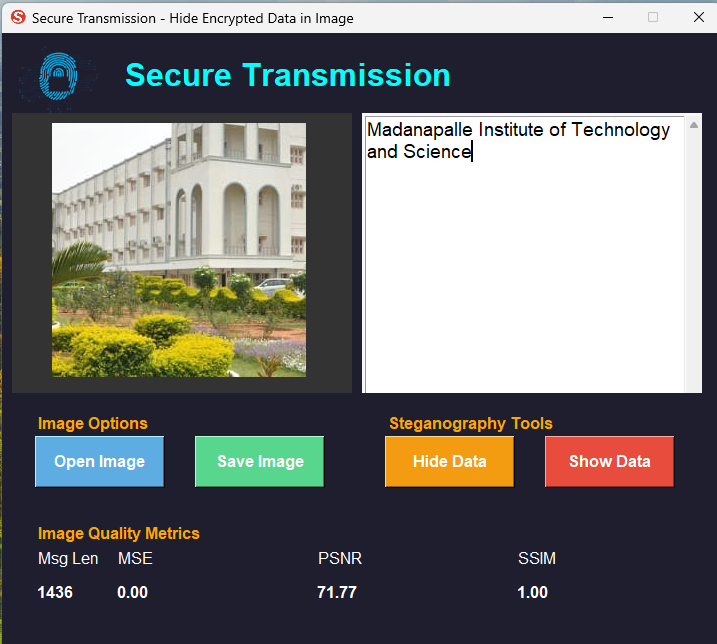 Secure Transmission - Hide Encrypted Data in Image
Secure Transmission
Madanapalle Institute of Technology
and Science
Image Options
Steganography Tools
Open Image
Save Image
Hide Data
Show Data
Image Quality Metrics
Msg Len MSE PSNR SSIM
1436 0.00 71.77 1.00